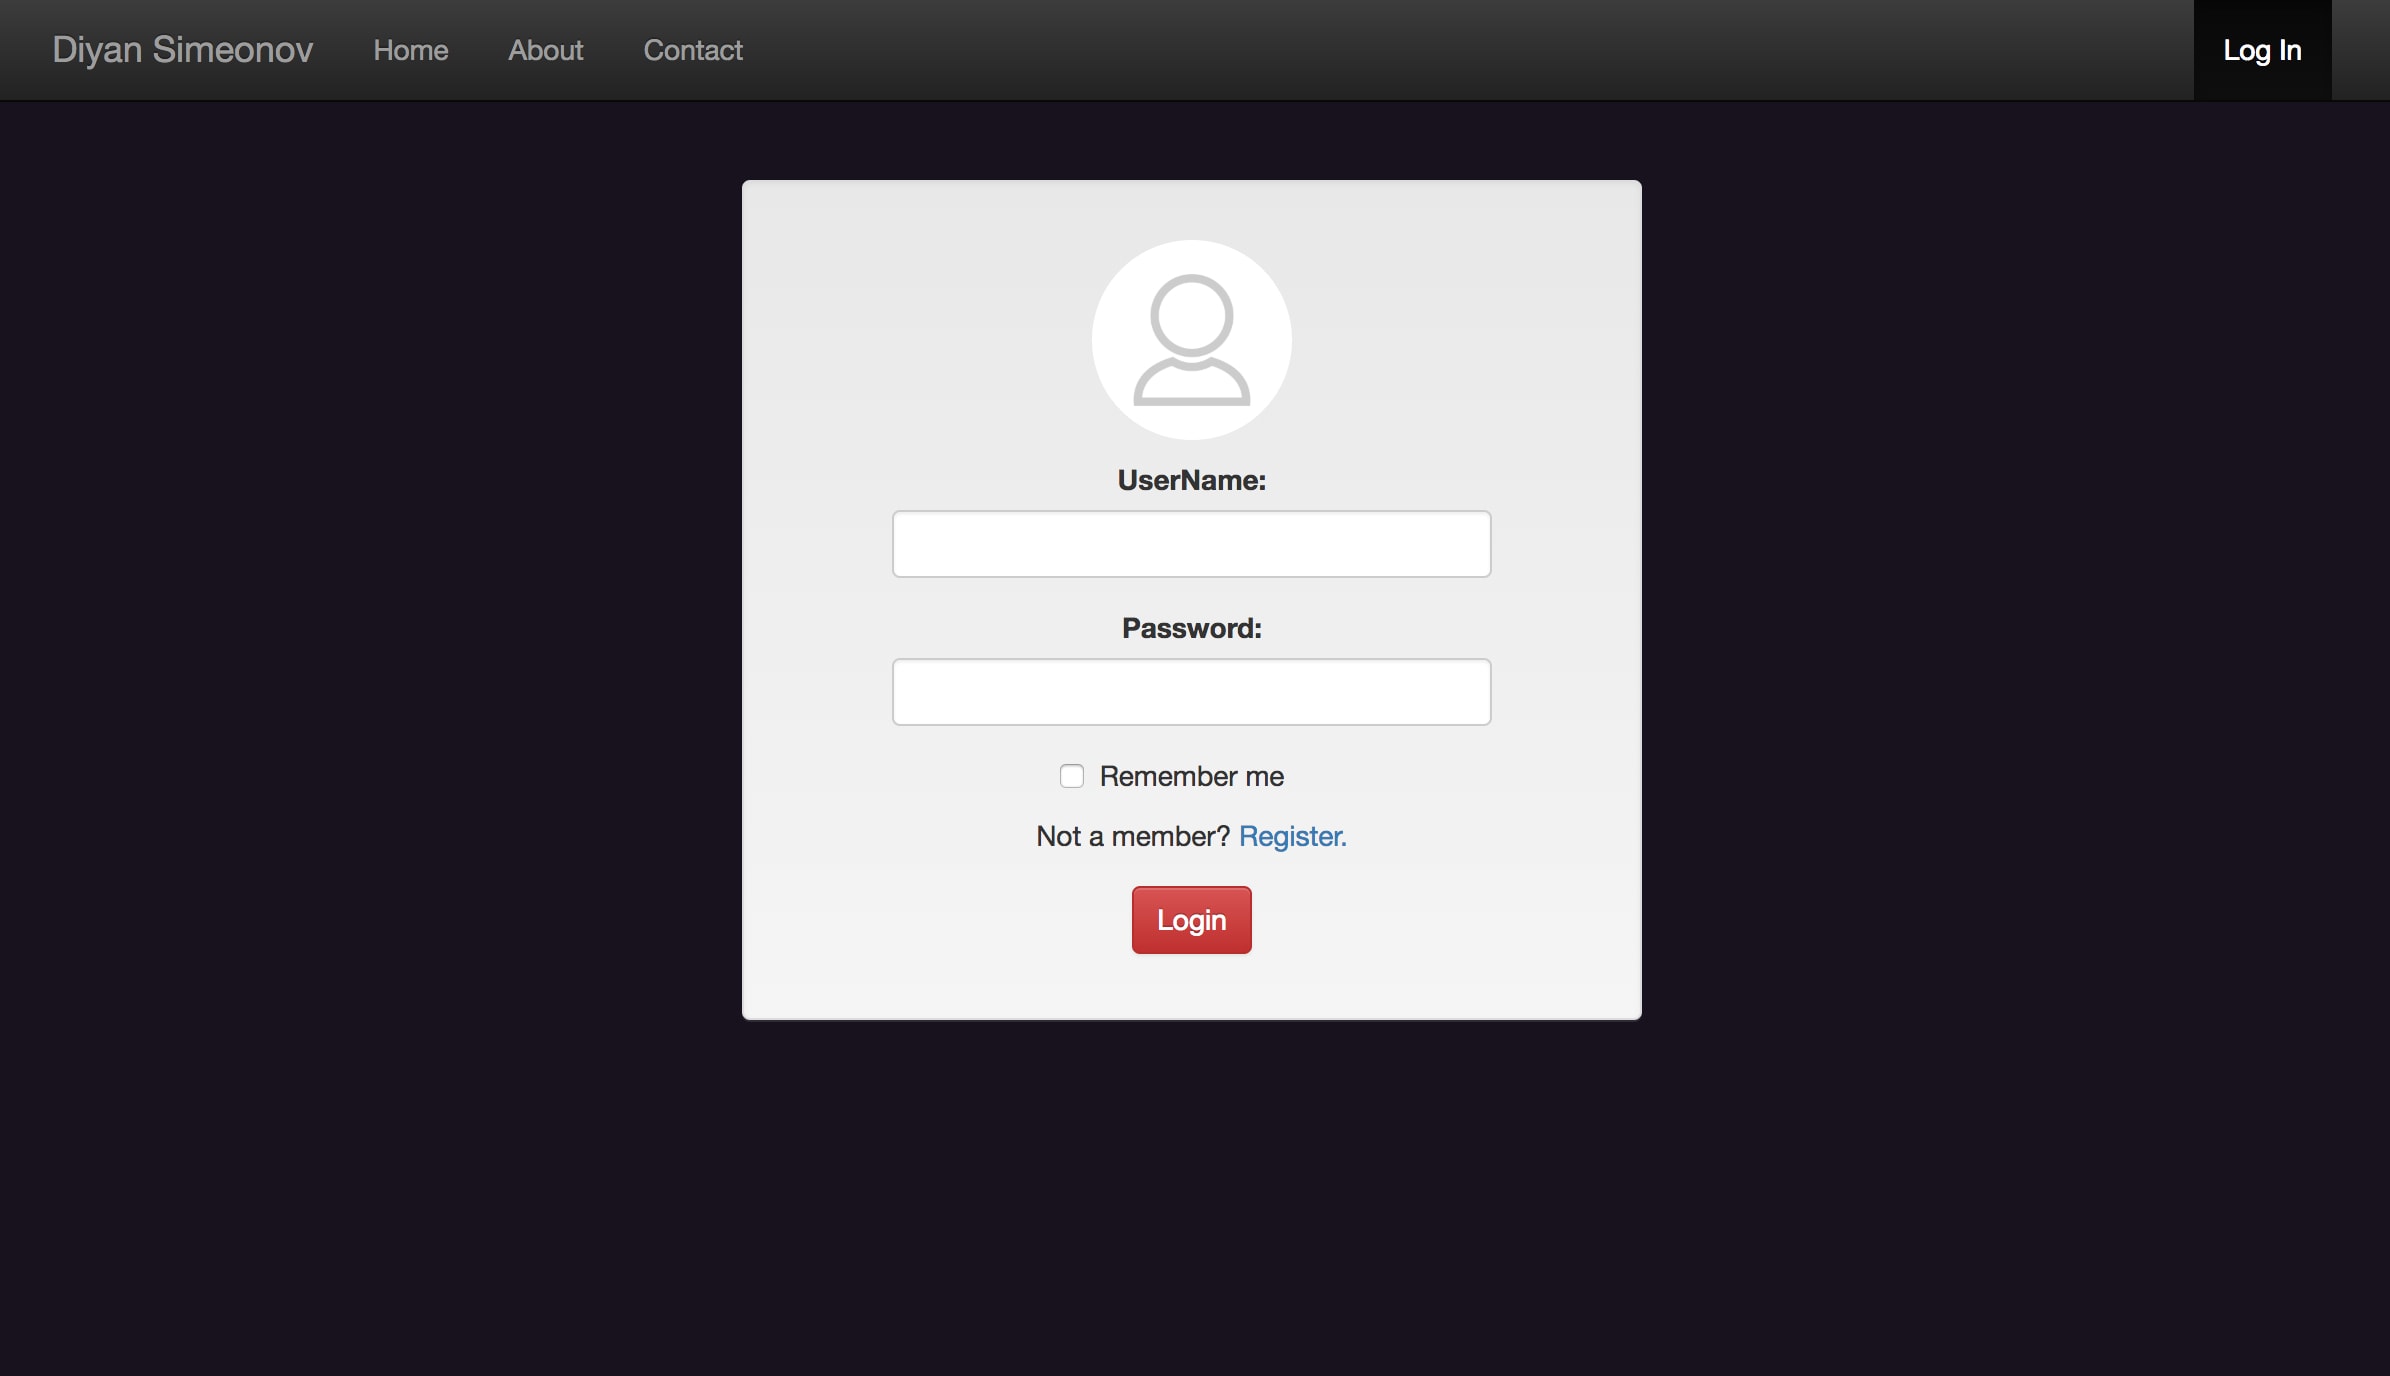 Diyan Simeonov Home About Contact Log In
UserName:
Password:
Remember me
Not a member? Register.
Login